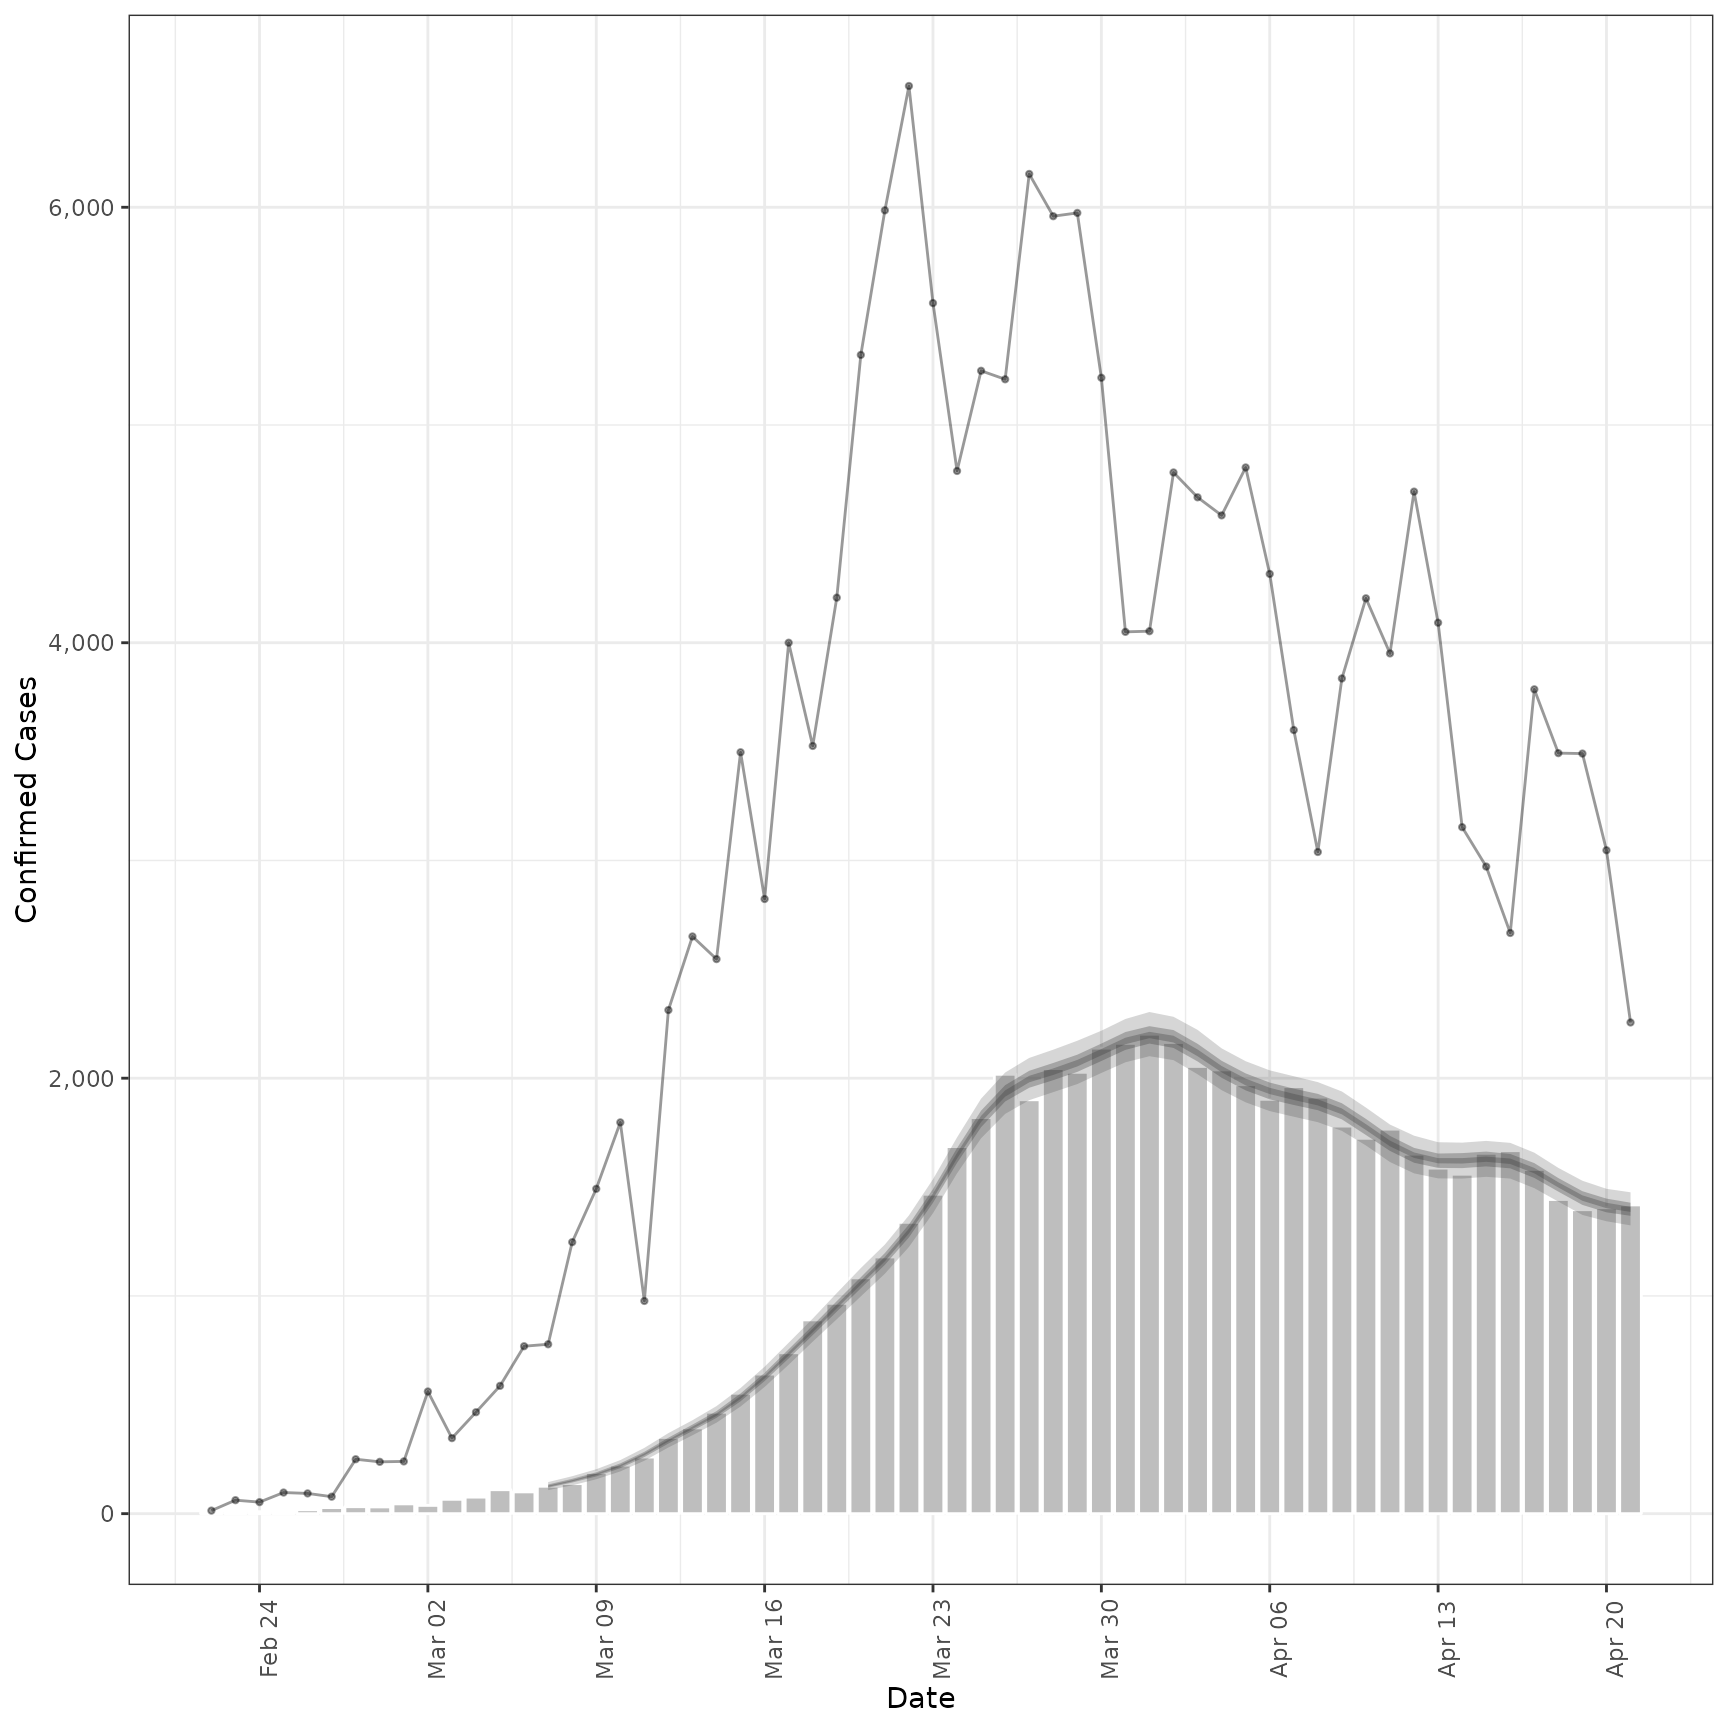 Confirmed Cases
6,000
4,000
2,000
0
Feb 24
Mar 02
Mar 09
Mar 16
Mar 23
Mar 30
Apr 06
Apr 13
Apr 20
Date